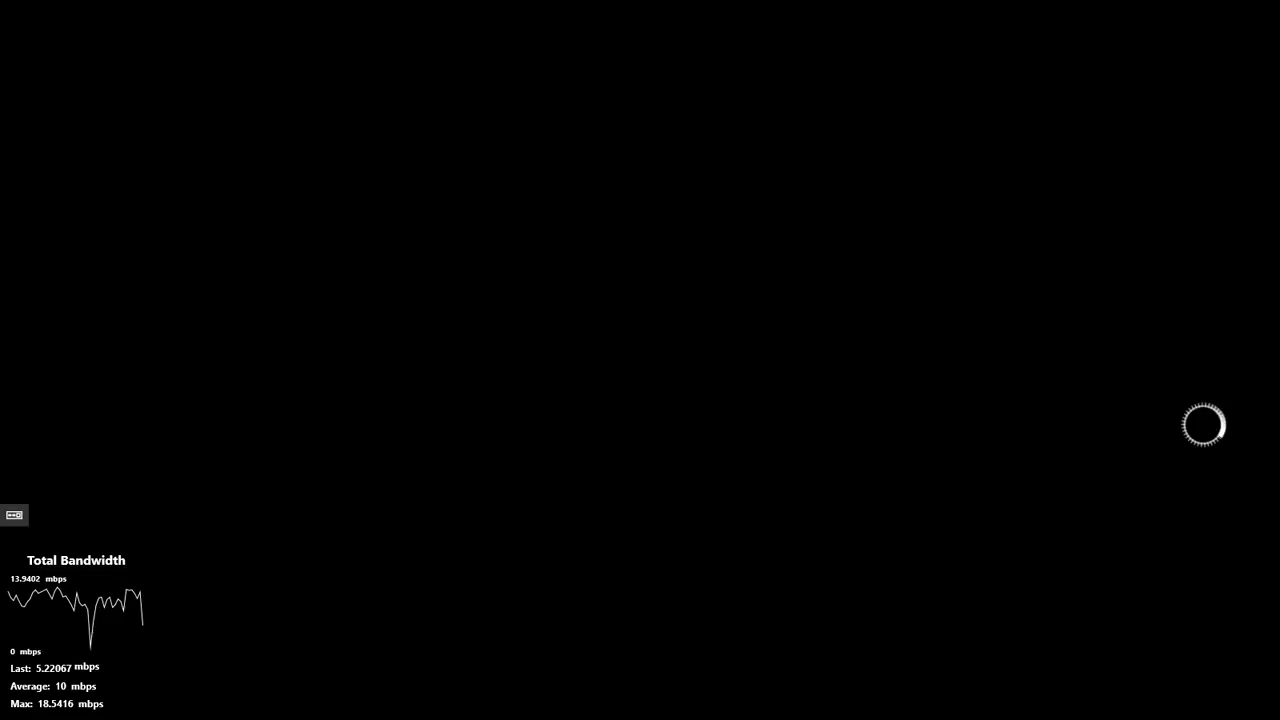 Total Bandwidth
13.9402 mbps
0 mbps
Last: 5.22067 mbps
Average: 10 mbps
Max: 18.5416 mbps